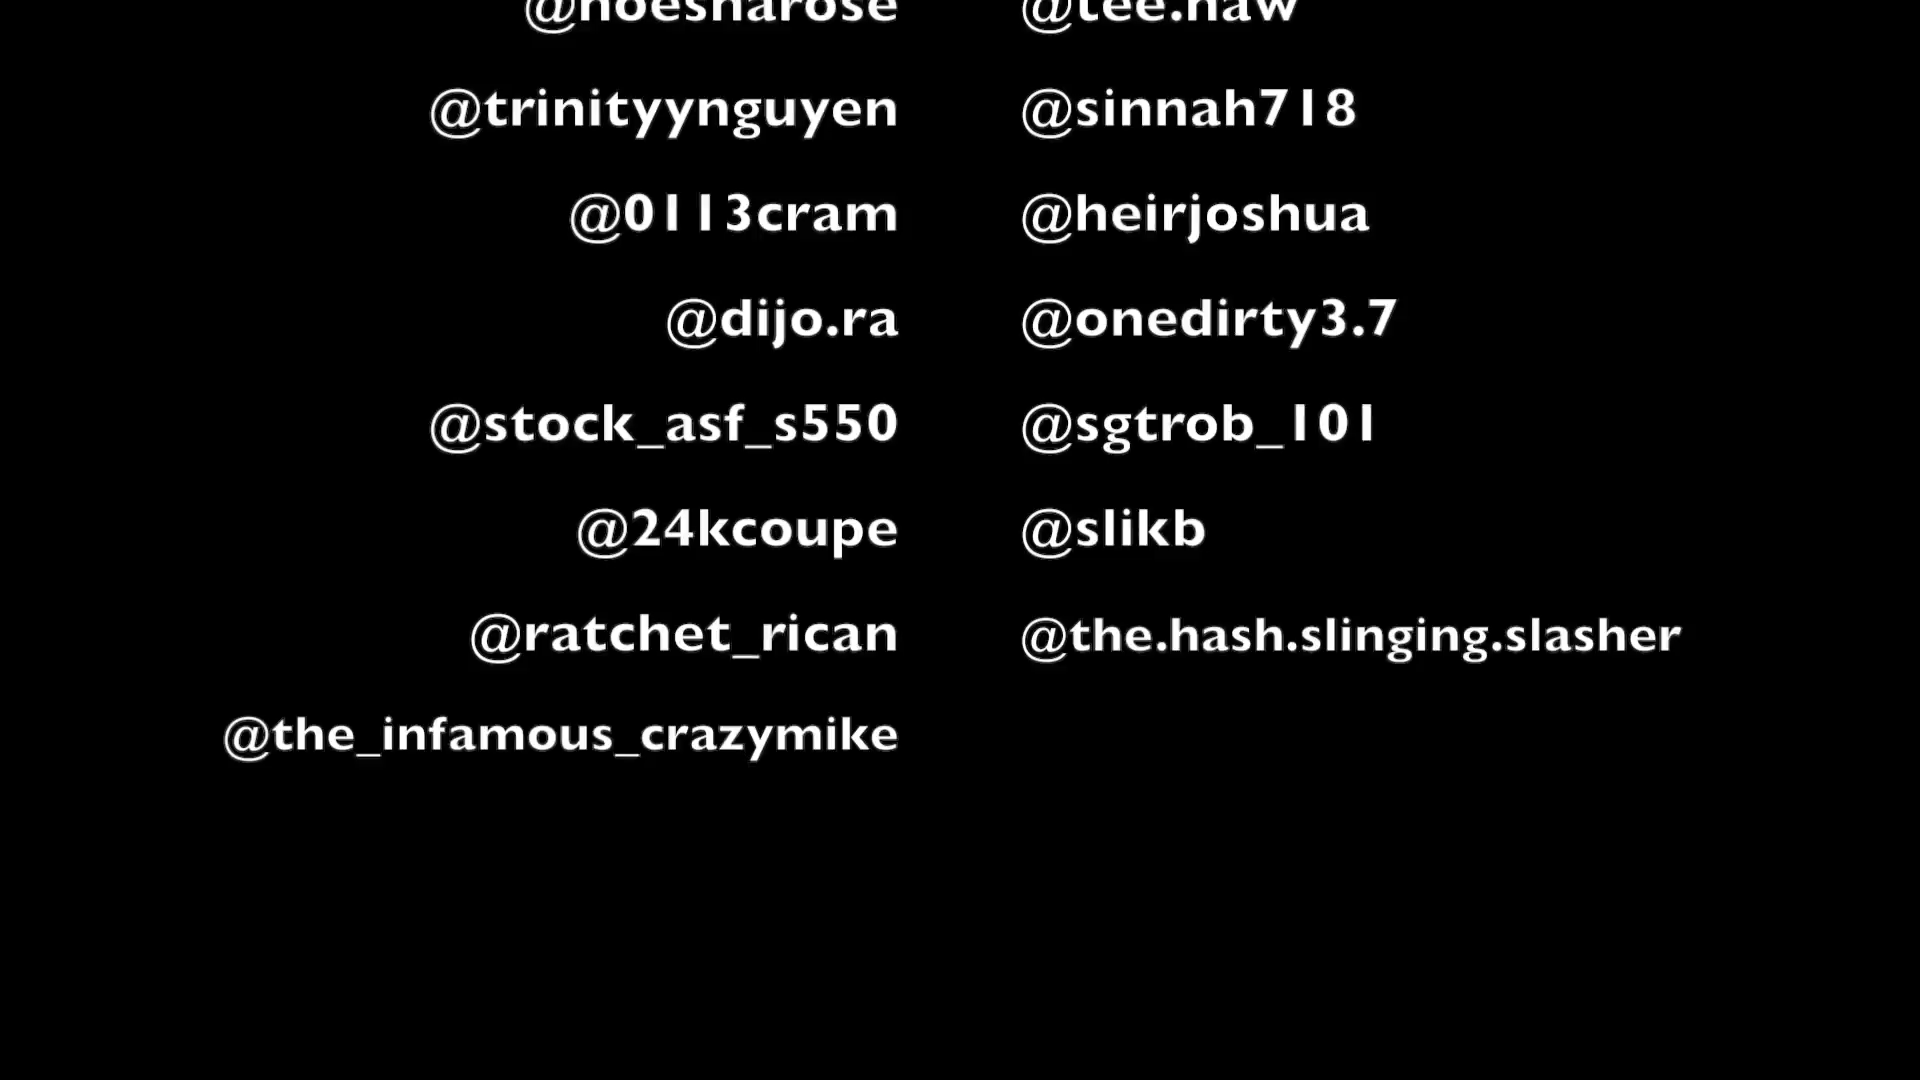 @trinityynguyen @sinnah718
@0113cram @heirjoshua
@dijo.ra @onedirty3.7
@stock_asf_s550 @sgtrob_101
@24kcoupe @slikb
@ratchet_rican @the.hash.slinging.slasher
@the_infamous_crazymike